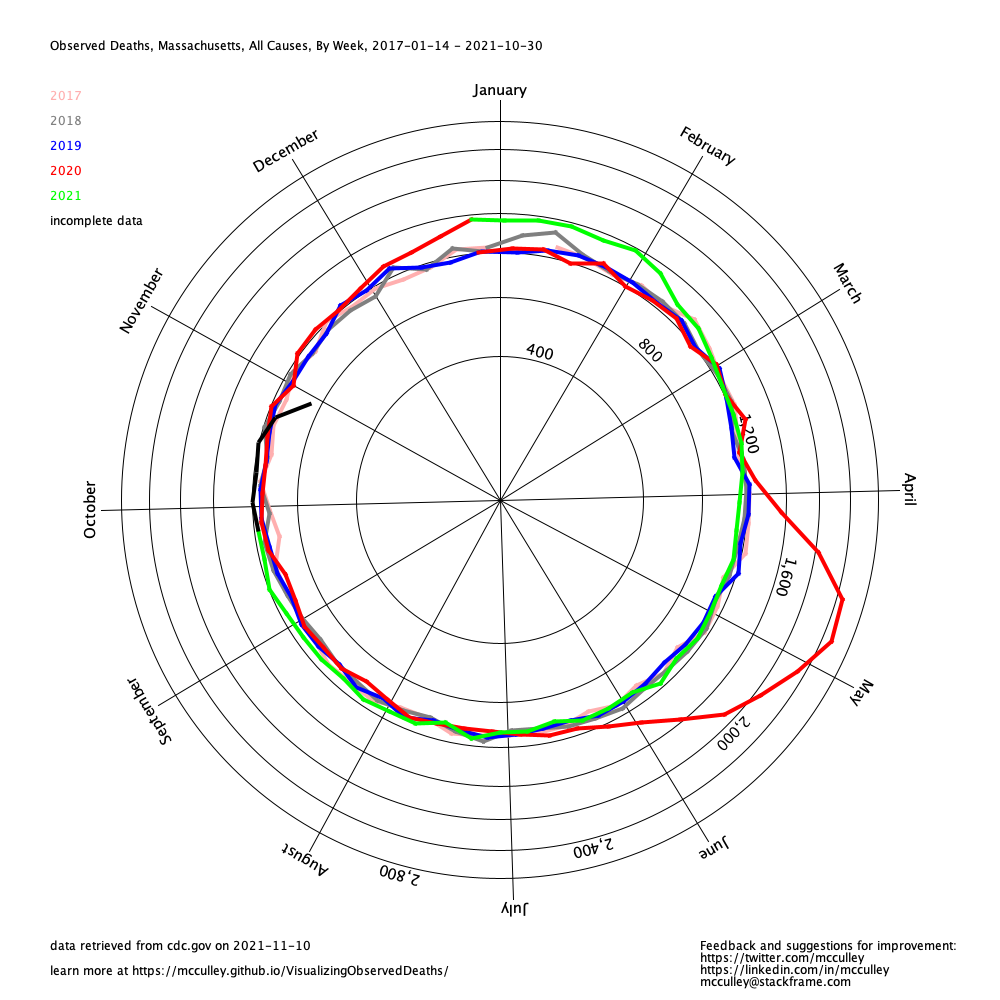 Observed Deaths, Massachusetts, All Causes, By Week, 2017-01-14 - 2021-10-30
2017
2018
2019
2020
2021
incomplete data
January
February
March
April
May
June
July
August
September
October
November
December
400
800
1,200
1,600
2,000
2,400
2,800
data retrieved from cdc.gov on 2021-11-10
learn more at https://mcculley.github.io/VisualizingObservedDeaths/
Feedback and suggestions for improvement:
https://twitter.com/mcculley
https://linkedin.com/in/mcculley
mcculley@stackframe.com